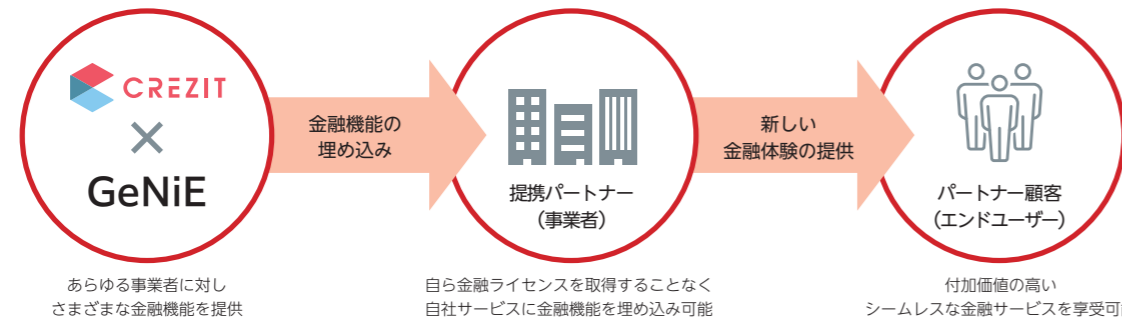 CREZIT
×
GeNiE
金融機能の
埋め込み
提携パートナー
（事業者）
新しい
金融体験の提供
パートナー顧客
（エンドユーザー）
あらゆる事業者に対し
さまざまな金融機能を提供
自ら金融ライセンスを取得することなく
自社サービスに金融機能を埋め込み可能
付加価値の高い
シームレスな金融サービスを享受可